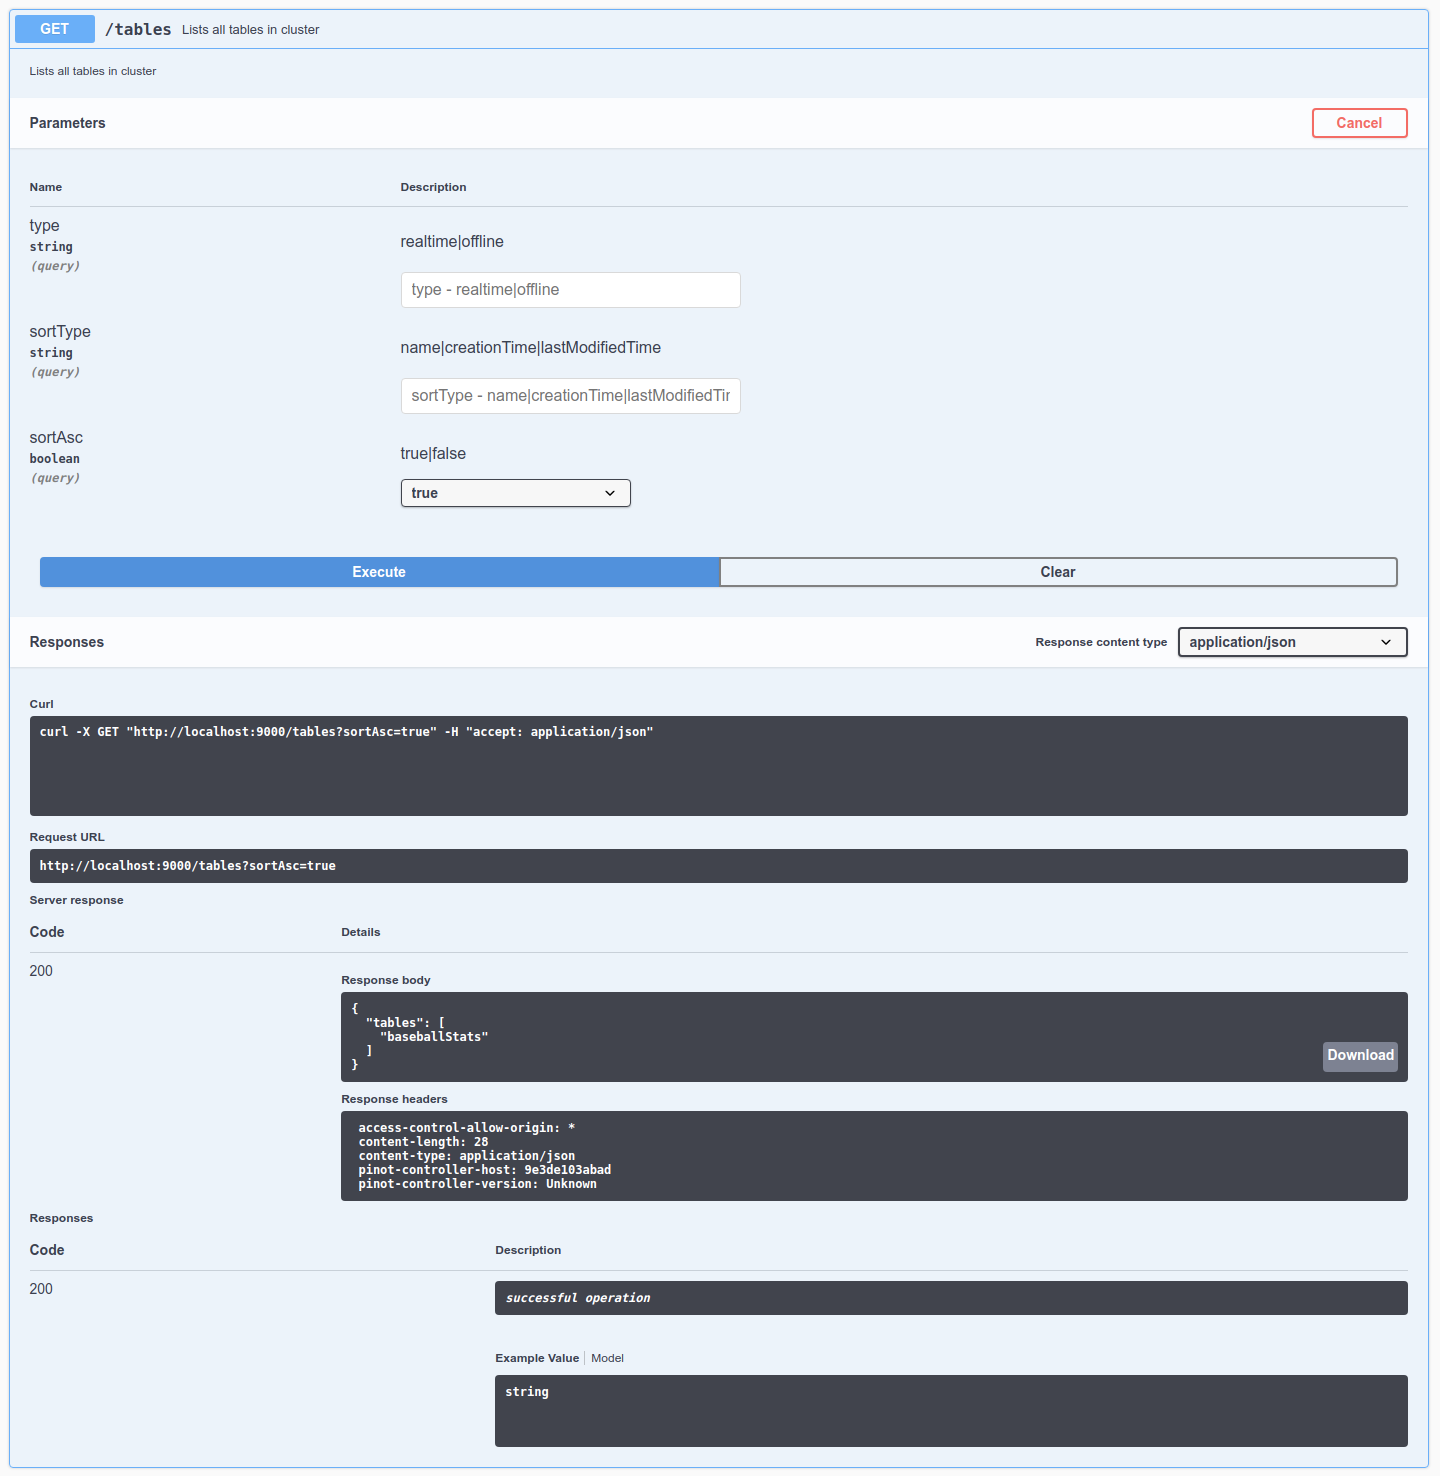 GET /tables Lists all tables in cluster
Lists all tables in cluster
Parameters Cancel
Name Description
type
string
(query)
realtime|offline
type - realtime|offline
sortType
string
(query)
name|creationTime|lastModifiedTime
sortType - name|creationTime|lastModifiedTir
sortAsc
boolean
(query)
true|false
true
Execute Clear
Responses Response content type application/json
Curl
curl -X GET "http://localhost:9000/tables?sortAsc=true" -H "accept: application/json"
Request URL
http://localhost:9000/tables?sortAsc=true
Server response
Code Details
200
Response body
{
  "tables": [
    "baseballStats"
  ]
}
Download
Response headers
access-control-allow-origin: *
content-length: 28
content-type: application/json
pinot-controller-host: 9e3de103abad
pinot-controller-version: Unknown
Responses
Code Description
200
successful operation
Example Value Model
string